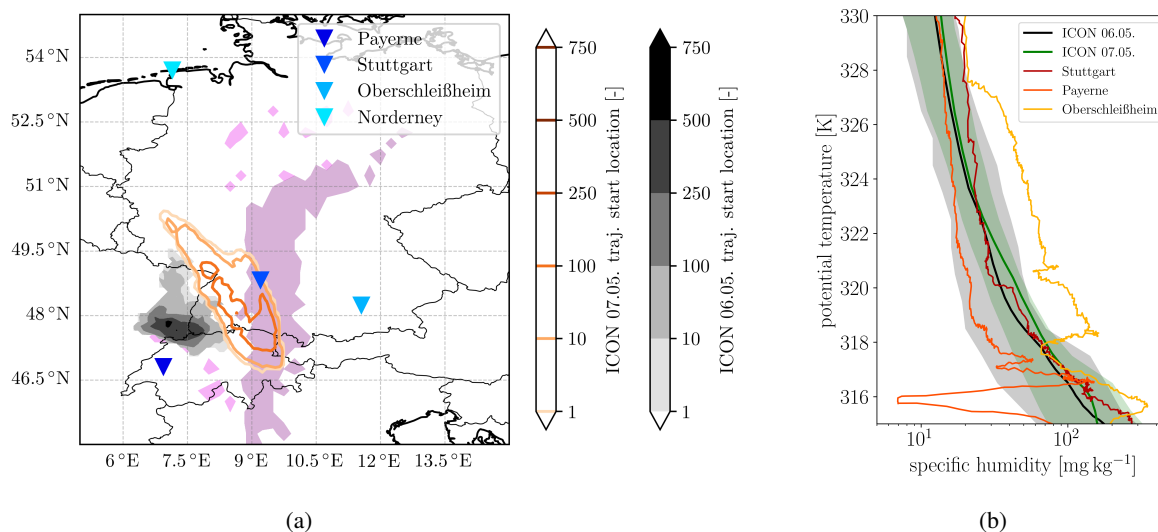 54° N
52.5° N
51° N
49.5° N
48° N
46.5° N
6° E
7.5° E
9° E
10.5° E
12° E
13.5° E
Payerne
Stuttgart
Oberschleißheim
Norderney
750
500
250
100
10
1
ICON 07.05. traj. start location [-]
750
500
250
100
10
1
ICON 06.05. traj. start location [-]
(a)
330
328
326
324
322
320
318
316
potential temperature [K]
10¹
10²
specific humidity [mg kg⁻¹]
ICON 06.05.
ICON 07.05.
Stuttgart
Payerne
Oberschleißheim
(b)